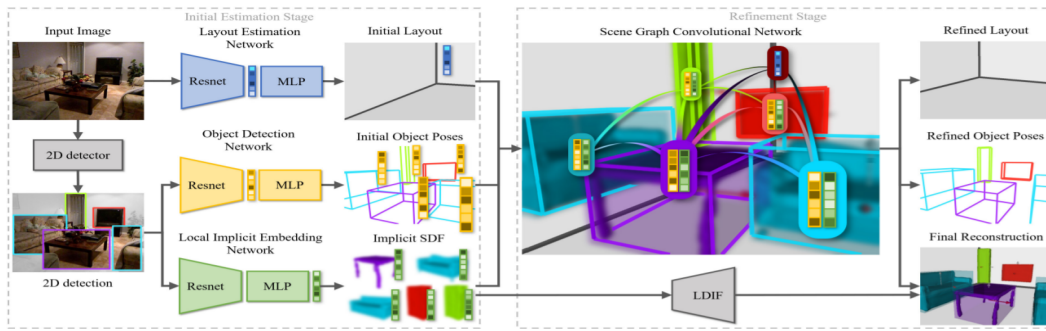 Initial Estimation Stage
Input Image
Layout Estimation
Network
Initial Layout
Resnet
MLP
2D detector
Object Detection
Network
Initial Object Poses
Resnet
MLP
Local Implicit Embedding
Network
Implicit SDF
Resnet
MLP
2D detection
Refinement Stage
Scene Graph Convolutional Network
Refined Layout
Refined Object Poses
Final Reconstruction
LDIF